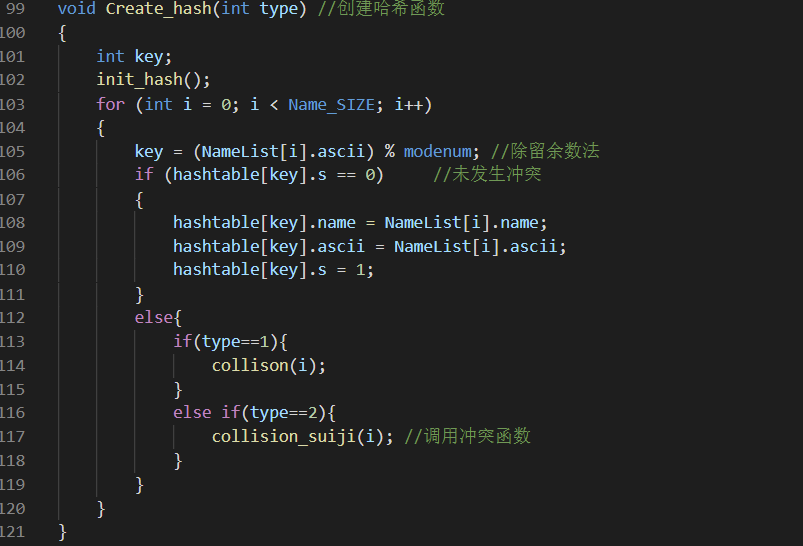 99 void Create_hash(int type) //创建哈希函数
100 {
101 int key;
102 init_hash();
103 for (int i = 0; i < Name_SIZE; i++)
104 {
105 key = (NameList[i].ascii) % modenum; //除留余数法
106 if (hashtable[key].s == 0) //未发生冲突
107 {
108 hashtable[key].name = NameList[i].name;
109 hashtable[key].ascii = NameList[i].ascii;
110 hashtable[key].s = 1;
111 }
112 else{
113 if(type==1){
114 collison(i);
115 }
116 else if(type==2){
117 collision_suiji(i); //调用冲突函数
118 }
119 }
120 }
121 }